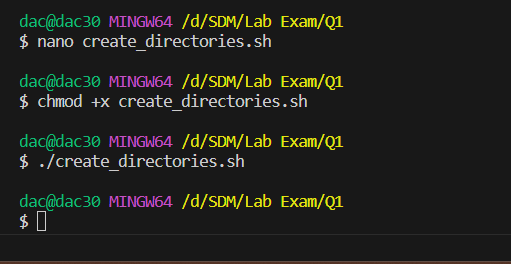 dac@dac30 MINGW64 /d/SDM/Lab Exam/Q1
$ nano create_directories.sh
dac@dac30 MINGW64 /d/SDM/Lab Exam/Q1
$ chmod +x create_directories.sh
dac@dac30 MINGW64 /d/SDM/Lab Exam/Q1
$ ./create_directories.sh
dac@dac30 MINGW64 /d/SDM/Lab Exam/Q1
$